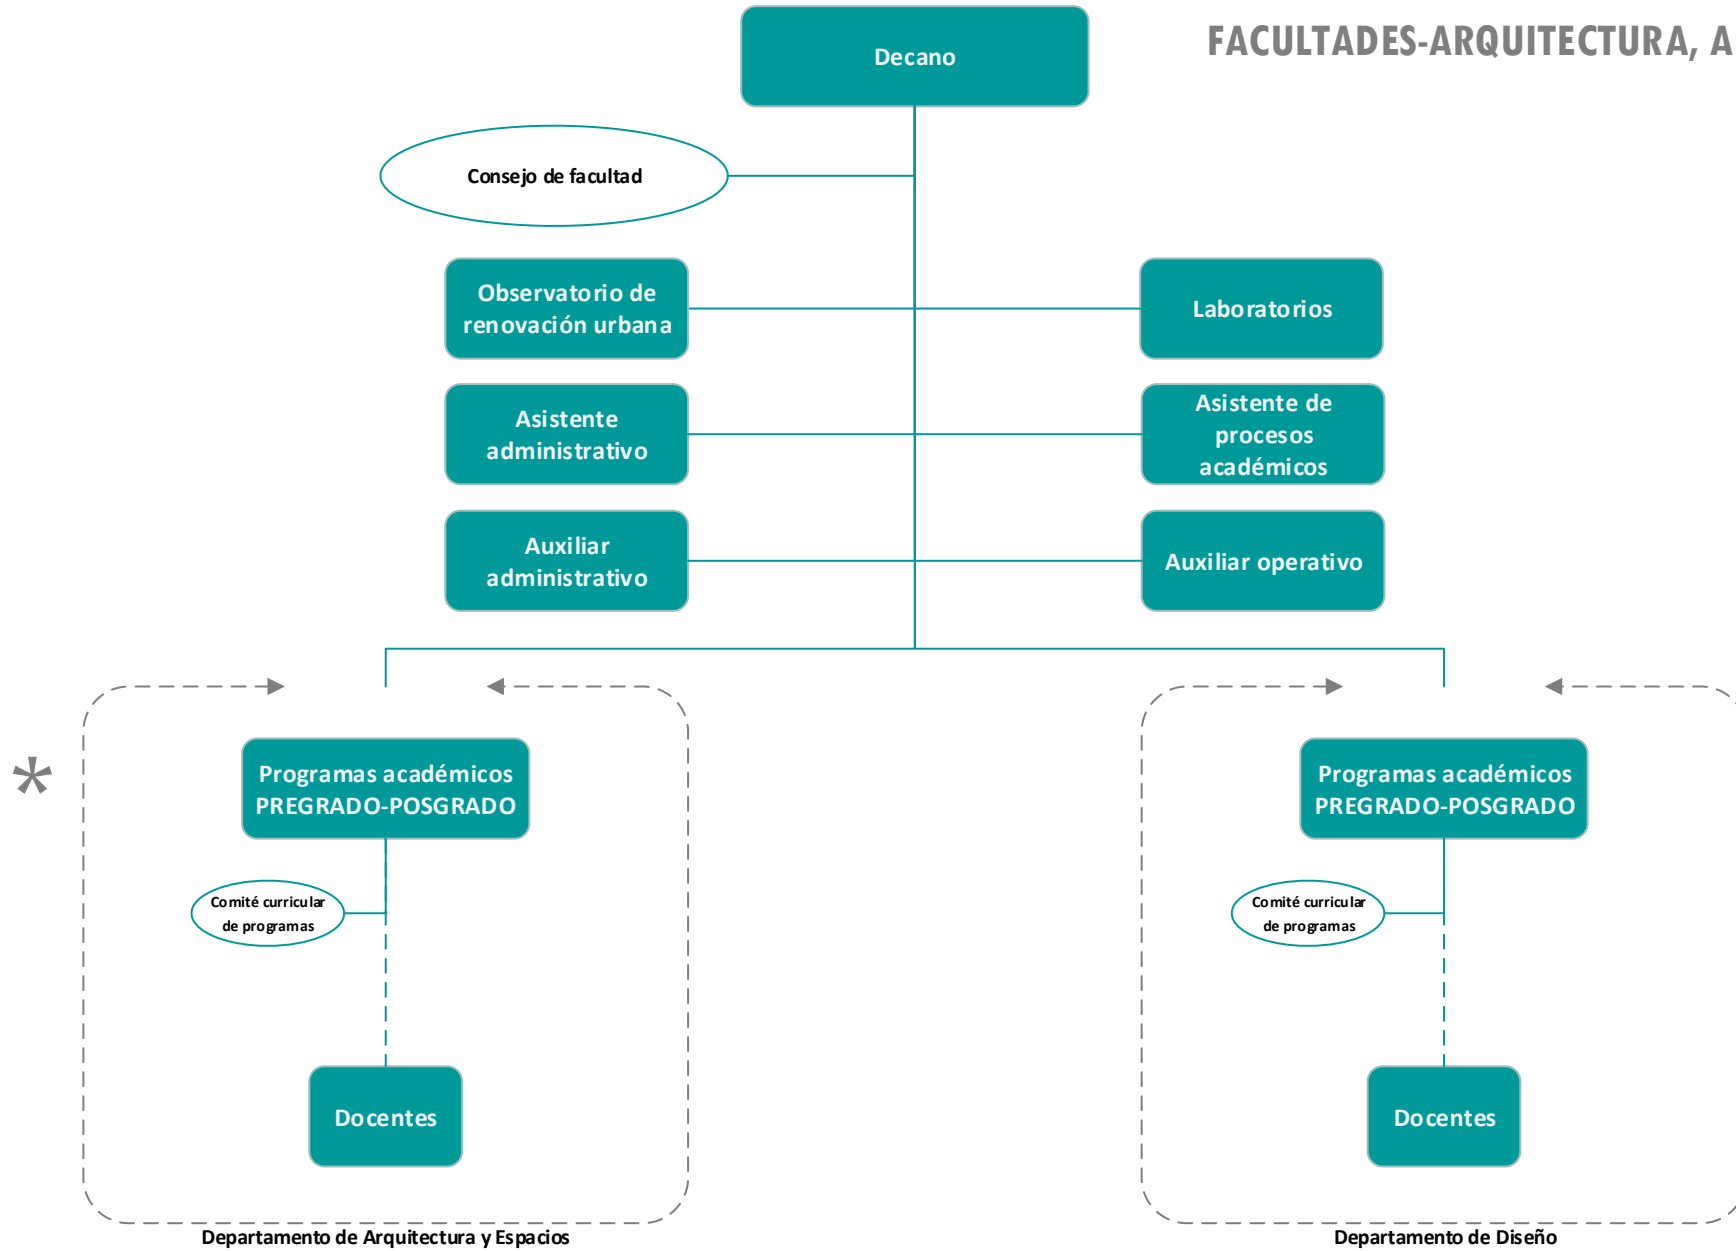 FACULTADES-ARQUITECTURA, A
Decano
Consejo de facultad
Observatorio de
renovación urbana
Laboratorios
Asistente
administrativo
Asistente de
procesos
académicos
Auxiliar
administrativo
Auxiliar operativo
*
Programas académicos
PREGRADO-POSGRADO
Comité curricular
de programas
Docentes
Departamento de Arquitectura y Espacios
Programas académicos
PREGRADO-POSGRADO
Comité curricular
de programas
Docentes
Departamento de Diseño